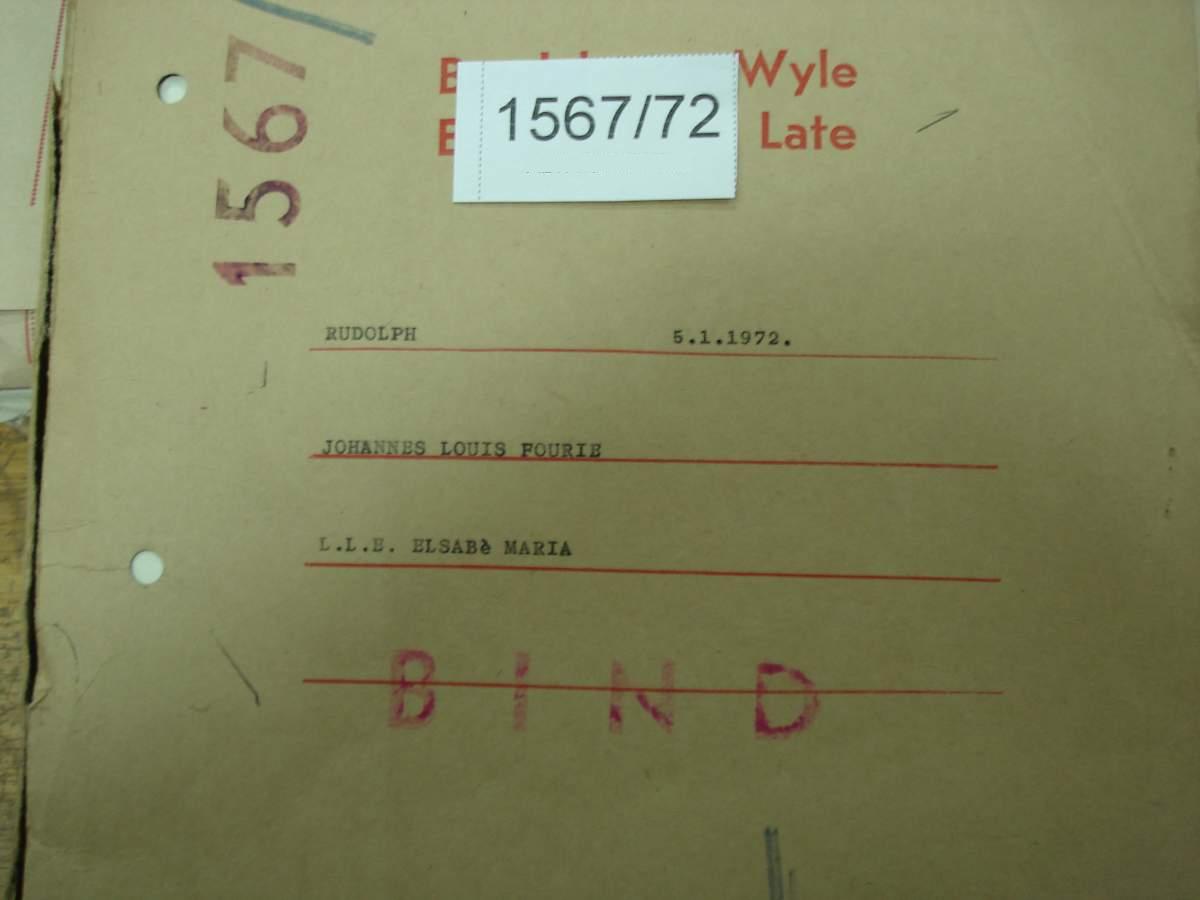 1567
Wyle
1567/72
Late
RUDOLPH 5.1.1972.
JOHANNES LOUIS FOURIE
L.L.E. ELSABè MARIA
BIND